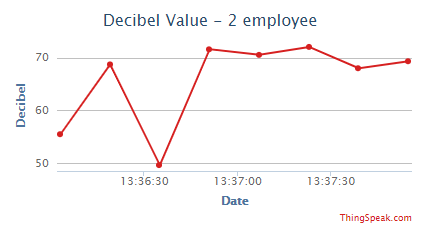 Decibel Value - 2 employee
70
60
50
Decibel
13:36:30 13:37:00 13:37:30
Date
ThingSpeak.com